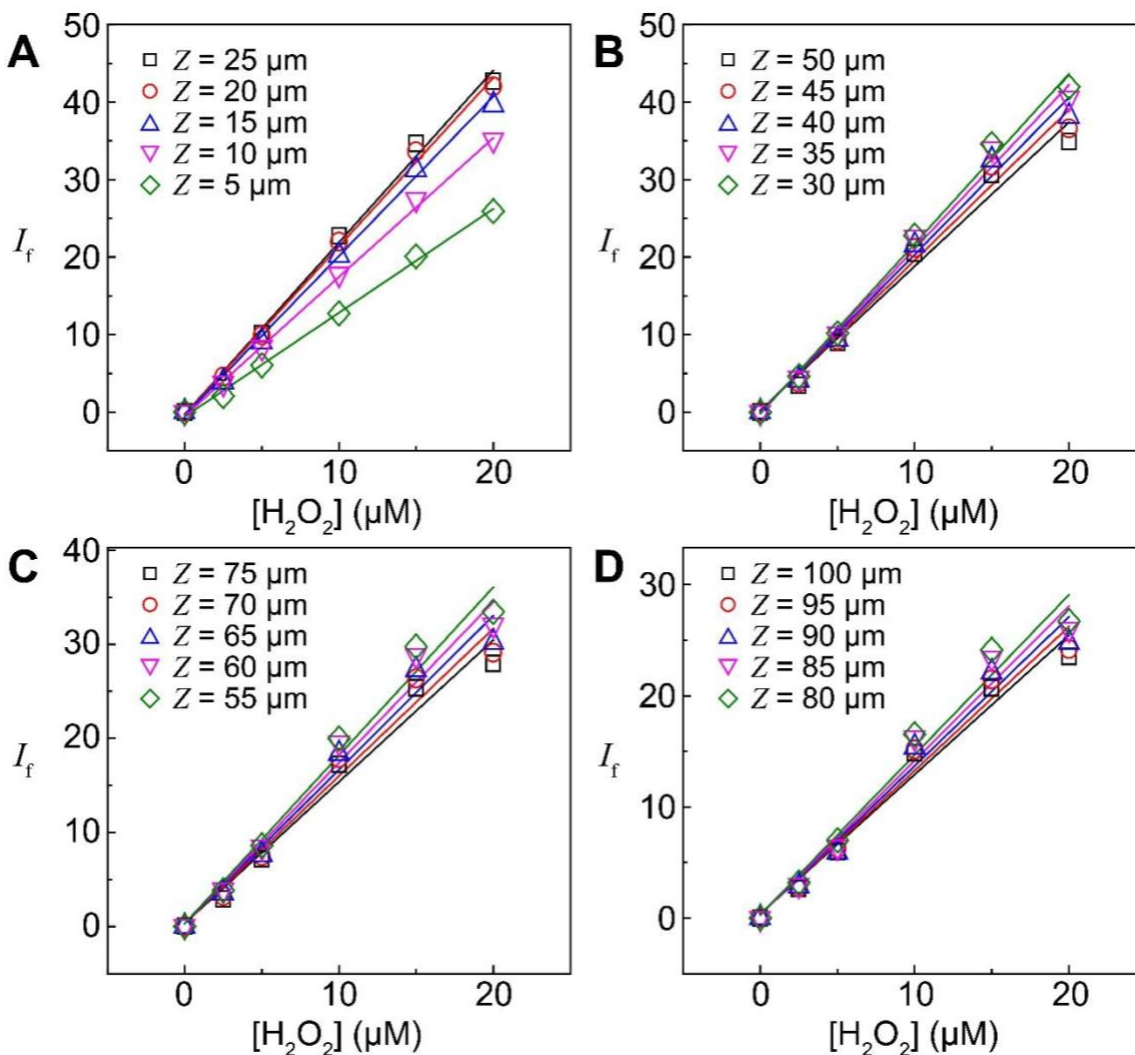 A
50
40
30
20
10
0
I_f
Z = 25 µm
Z = 20 µm
Z = 15 µm
Z = 10 µm
Z = 5 µm
0 10 20
[H₂O₂] (µM)
B
50
40
30
20
10
0
I_f
Z = 50 µm
Z = 45 µm
Z = 40 µm
Z = 35 µm
Z = 30 µm
0 10 20
[H₂O₂] (µM)
C
40
30
20
10
0
I_f
Z = 75 µm
Z = 70 µm
Z = 65 µm
Z = 60 µm
Z = 55 µm
0 10 20
[H₂O₂] (µM)
D
30
20
10
0
I_f
Z = 100 µm
Z = 95 µm
Z = 90 µm
Z = 85 µm
Z = 80 µm
0 10 20
[H₂O₂] (µM)